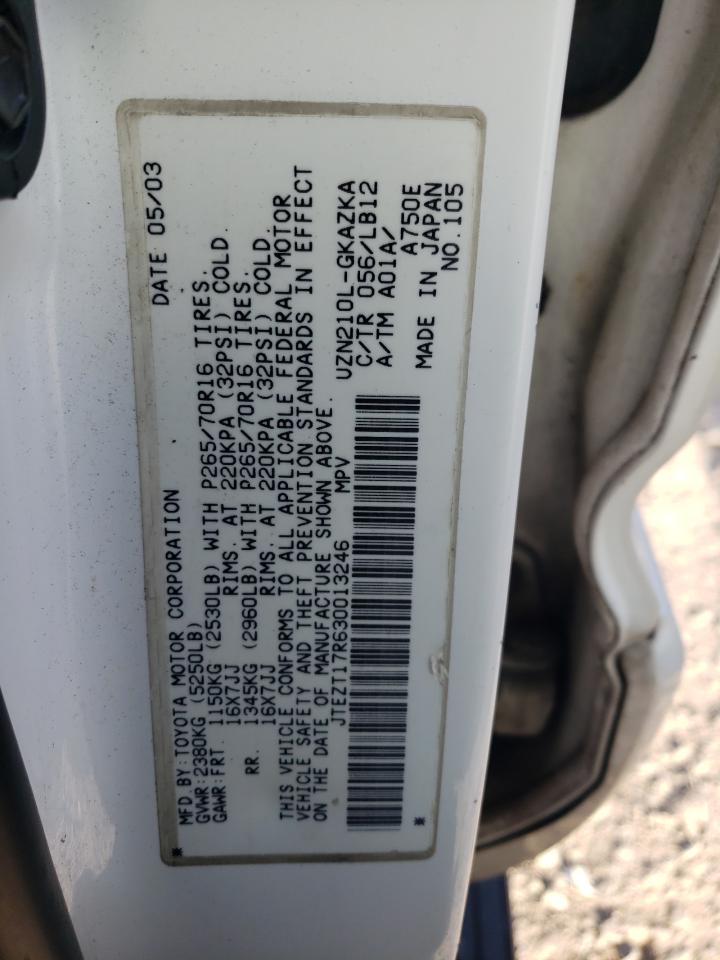 MFD.BY:TOYOTA MOTOR CORPORATION DATE 05/03
GVWR:2380KG (5250LB)
GAWR:FRT. 1150KG (2530LB) WITH P265/70R16 TIRES.
16X7JJ RIMS. AT 220KPA (32PSI) COLD.
RR. 1345KG (2960LB) WITH P265/70R16 TIRES.
16X7JJ RIMS. AT 220KPA (32PSI) COLD.
THIS VEHICLE CONFORMS TO ALL APPLICABLE FEDERAL MOTOR
VEHICLE SAFETY AND THEFT PREVENTION STANDARDS IN EFFECT
ON THE DATE OF MANUFACTURE SHOWN ABOVE.
JTEZT17R630013246 MPV
UZN210L-GKAZKA
C/TR 056/LB12
A/TM A01A/
A750E
MADE IN JAPAN
NO.105